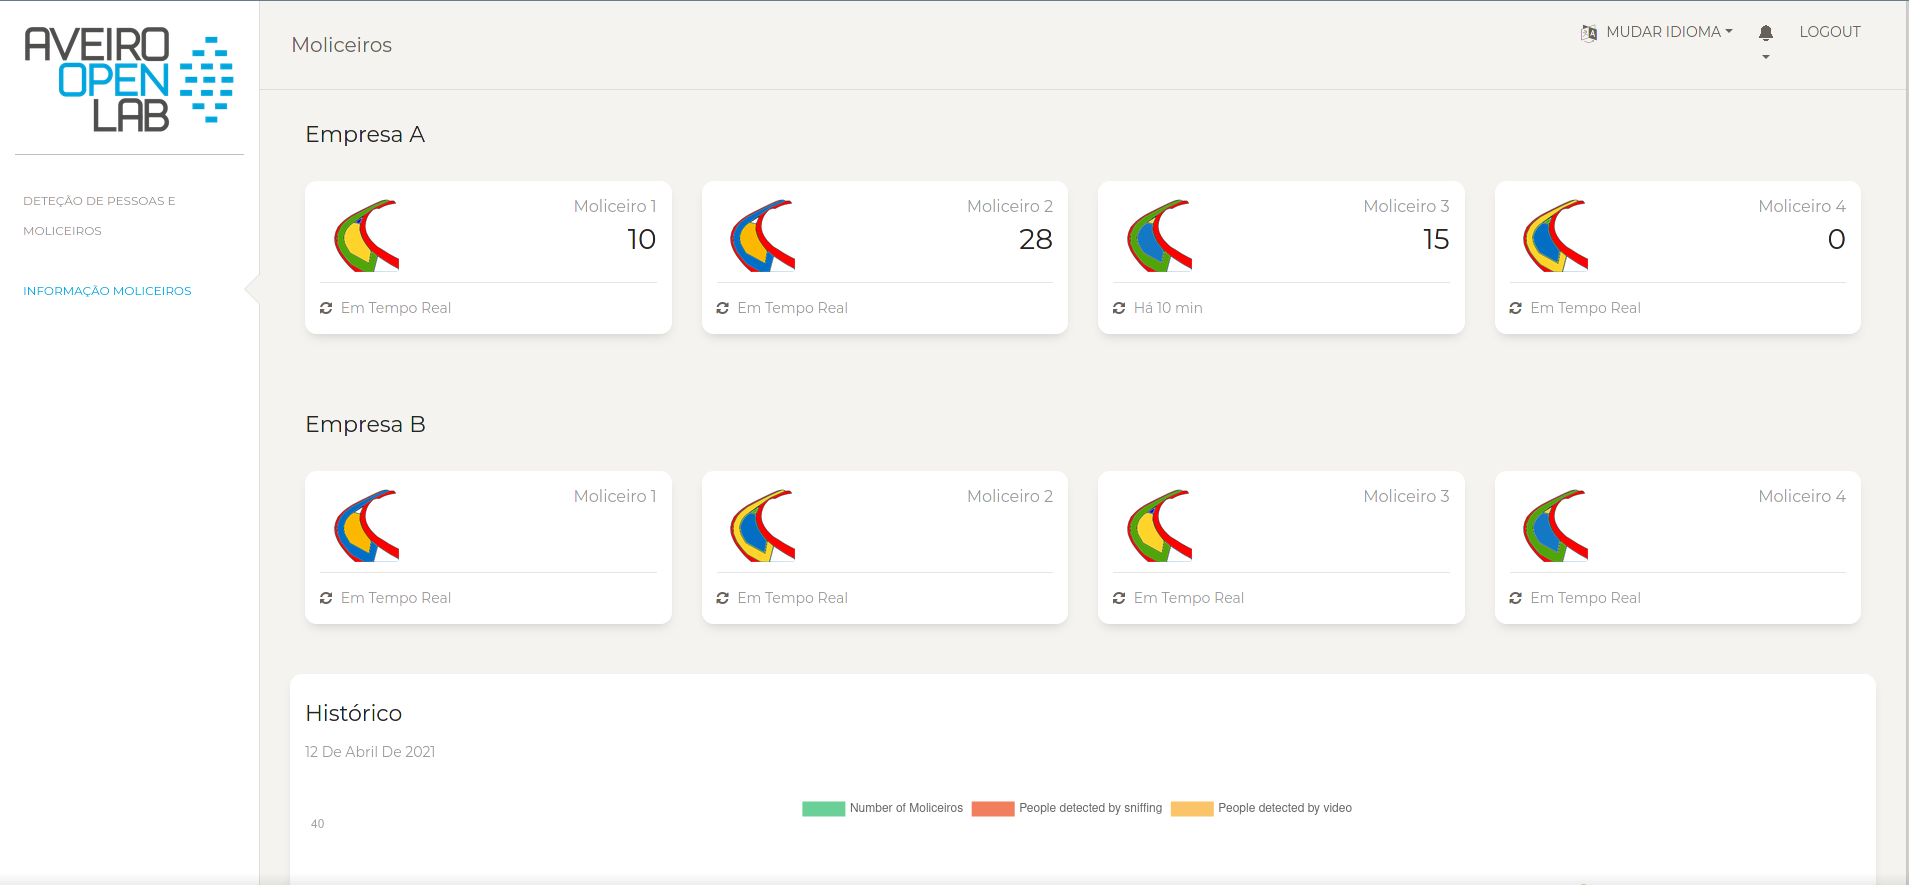 AVEIRO
OPEN
LAB
DETEÇÃO DE PESSOAS E
MOLICEIROS
INFORMAÇÃO MOLICEIROS
Moliceiros
MUDAR IDIOMA
LOGOUT
Empresa A
Moliceiro 1
10
Em Tempo Real
Moliceiro 2
28
Em Tempo Real
Moliceiro 3
15
Há 10 min
Moliceiro 4
0
Em Tempo Real
Empresa B
Moliceiro 1
Em Tempo Real
Moliceiro 2
Em Tempo Real
Moliceiro 3
Em Tempo Real
Moliceiro 4
Em Tempo Real
Histórico
12 De Abril De 2021
Number of Moliceiros People detected by sniffing People detected by video
40